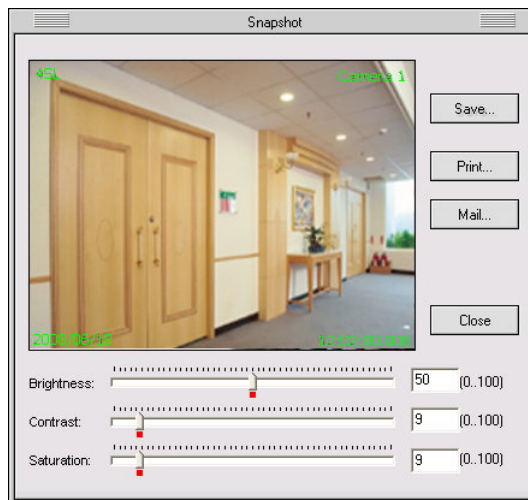 Snapshot
4SL Camera 1
Save...
Print...
Mail...
Close
Brightness: 50 (0..100)
Contrast: 9 (0..100)
Saturation: 9 (0..100)